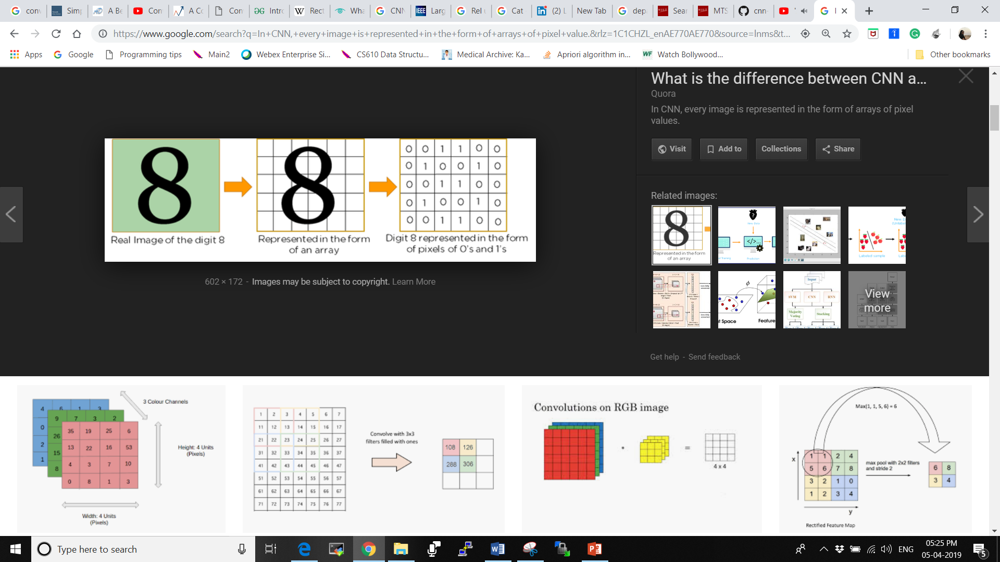 conv
Simp
A Be
Con
A Co
Con
Intro
Rect
Wha
CNN
Larg
Rel u
Cat
(2) L
New Tab
depa
Sear
MTS
cnn-
https://www.google.com/search?q=In+CNN,+every+image+is+represented+in+the+form+of+arrays+of+pixel+value.&rlz=1C1CHZL_enAE770AE770&source=lnms&t...
Apps Google Programming tips Main2 Webex Enterprise Si... CS610 Data Structu... Medical Archive: Ka... Apriori algorithm in... WF Watch Bollywood... Other bookmarks
8 8
0 0 1 1 0 0
0 1 0 0 1 0
0 0 1 1 0 0
0 1 0 0 1 0
0 0 1 1 0 0
Real Image of the digit 8
Represented in the form
of an array
Digit 8 represented in the form
of pixels of 0's and 1's
602 × 172 - Images may be subject to copyright. Learn More
What is the difference between CNN a...
Quora
In CNN, every image is represented in the form of arrays of pixel
values.
Visit Add to Collections Share
Related images:
8
Represented in the form
of an array
?
New Data
</>...
Prediction
Labeled sample
ϕ
Feature
Input
SVM CNN RNN
Majority
Voting
Stacking
View
more
Get help - Send feedback
3 Colour Channels
4 6 1 3
0
2
1
9 7 3 2
26
15
8
35 19 25 6
13 22 16 53
4 3 7 10
0 8 1 3
Height: 4 Units
(Pixels)
Width: 4 Units
(Pixels)
1 2 3 4 5 6 7
11 12 13 14 15 16 17
21 22 23 24 25 26 27
31 32 33 34 35 36 37
41 42 43 44 45 46 47
51 52 53 54 55 56 57
61 62 63 64 65 66 67
71 72 73 74 75 76 77
Convolve with 3x3
filters filled with ones
108 126
288 306
Convolutions on RGB image
=
4 x 4
Max(1, 1, 5, 6) = 6
x
1 1 2 4
5 6 7 8
3 2 1 0
1 2 3 4
y
max pool with 2x2 filters
and stride 2
6 8
3 4
Rectified Feature Map
Type here to search
ENG
05:25 PM
05-04-2019
5